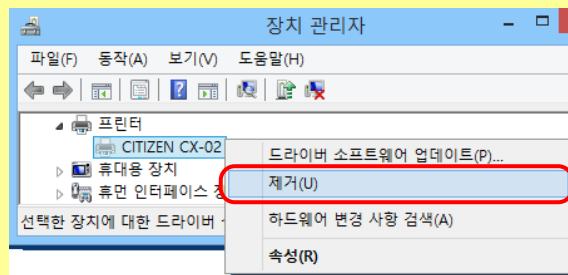 장치 관리자
파일(F) 동작(A) 보기(V) 도움말(H)
프린터
CITIZEN CX-02
휴대용 장치
휴먼 인터페이스
선택한 장치에 대한 드라이버
드라이버 소프트웨어 업데이트(P)...
제거(U)
하드웨어 변경 사항 검색(A)
속성(R)